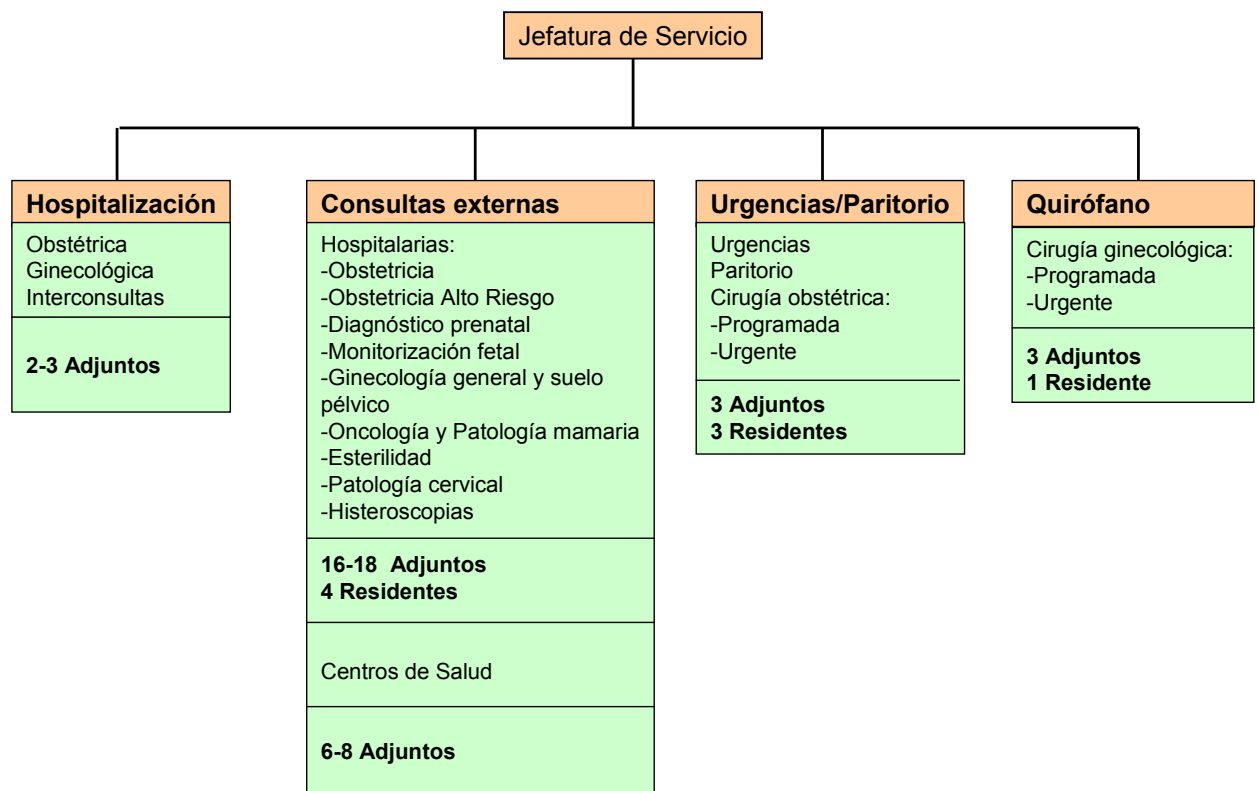 Jefatura de Servicio
Hospitalización
Obstétrica
Ginecológica
Interconsultas
2-3 Adjuntos
Consultas externas
Hospitalarias:
-Obstetricia
-Obstetricia Alto Riesgo
-Diagnóstico prenatal
-Monitorización fetal
-Ginecología general y suelo
pélvico
-Oncología y Patología mamaria
-Esterilidad
-Patología cervical
-Histeroscopias
16-18 Adjuntos
4 Residentes
Centros de Salud
6-8 Adjuntos
Urgencias/Paritorio
Urgencias
Paritorio
Cirugía obstétrica:
-Programada
-Urgente
3 Adjuntos
3 Residentes
Quirófano
Cirugía ginecológica:
-Programada
-Urgente
3 Adjuntos
1 Residente